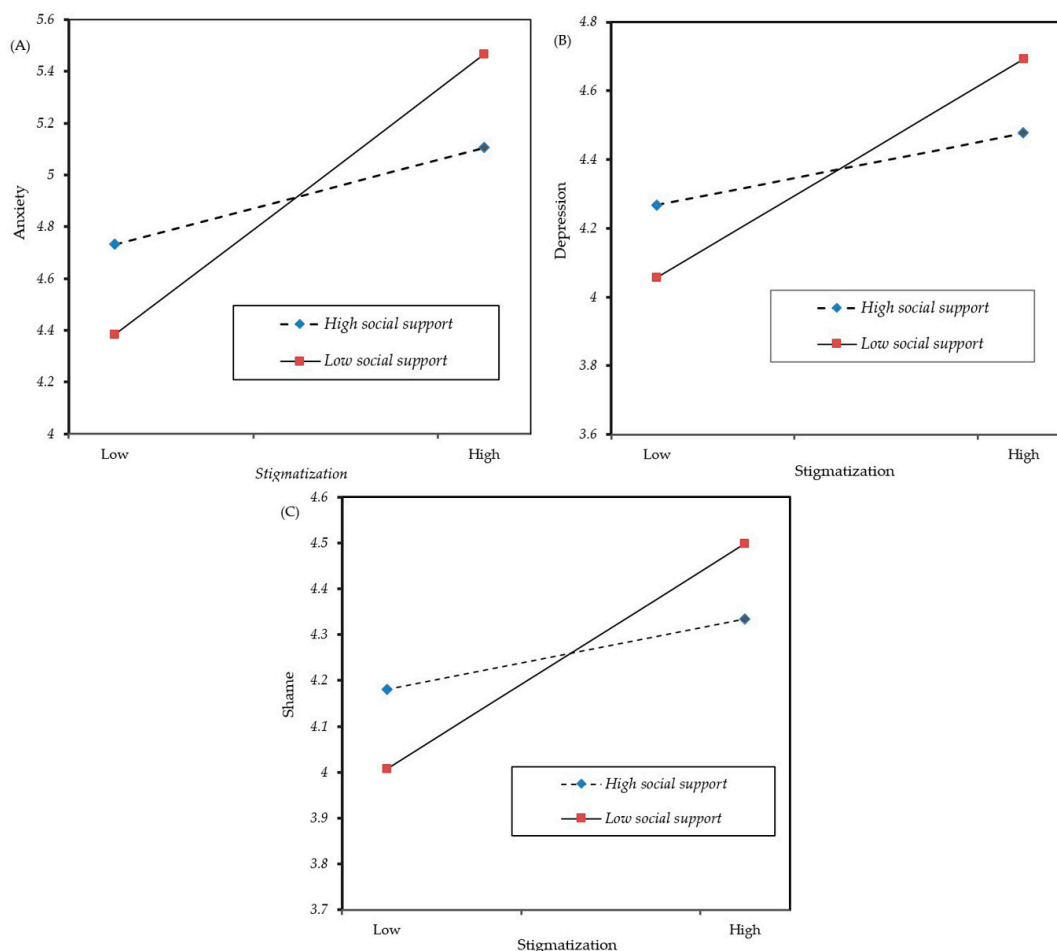 (A)
5.6
5.4
5.2
5
4.8
4.6
4.4
4.2
4
Anxiety
High social support
Low social support
Low
High
Stigmatization
(B)
4.8
4.6
4.4
4.2
4
3.8
3.6
Depression
High social support
Low social support
Low
High
Stigmatization
(C)
4.6
4.5
4.4
4.3
4.2
4.1
4
3.9
3.8
3.7
Shame
High social support
Low social support
Low
High
Stigmatization